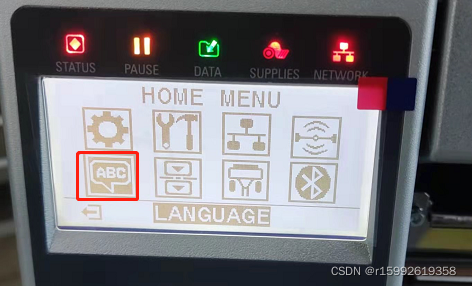 STATUS
PAUSE
DATA
SUPPLIES
NETWORK
HOME MENU
ABC
LANGUAGE
CSDN @r15992619358